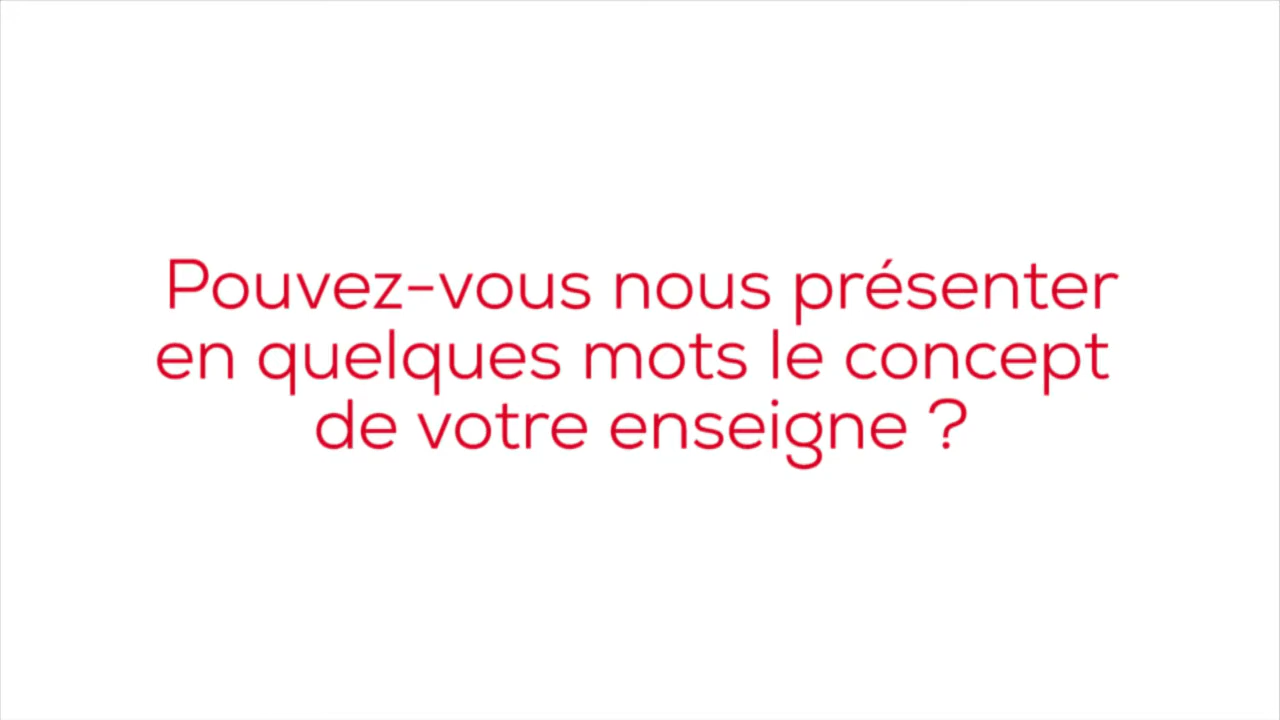 Pouvez-vous nous présenter
en quelques mots le concept
de votre enseigne ?